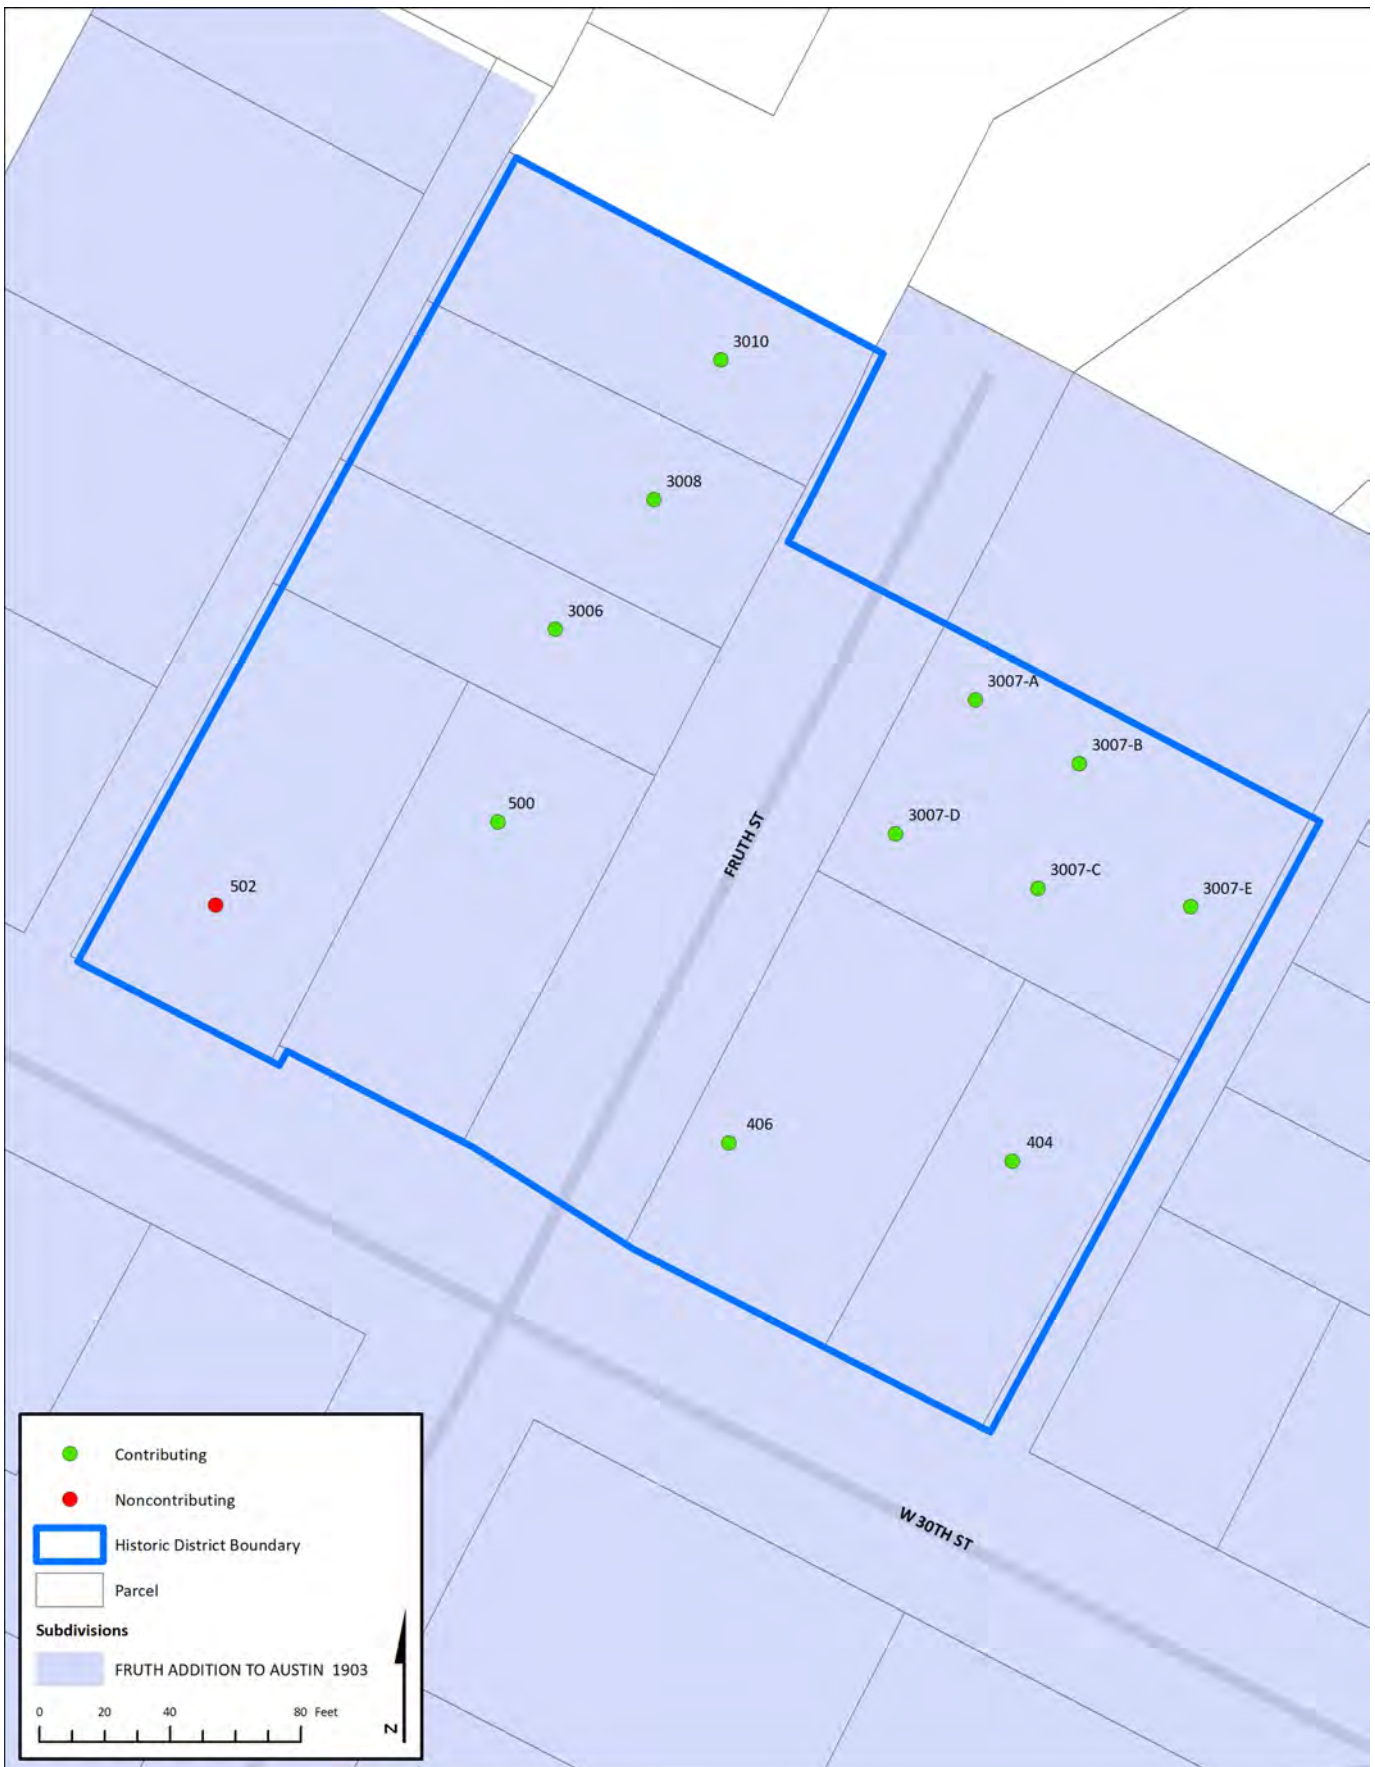 3010
3008
3006
3007-A
3007-B
500
3007-D
FRUTH ST
3007-C
502
3007-E
406
404
W 30TH ST
Contributing
Noncontributing
Historic District Boundary
Parcel
Subdivisions
FRUTH ADDITION TO AUSTIN 1903
0 20 40 80 Feet
N